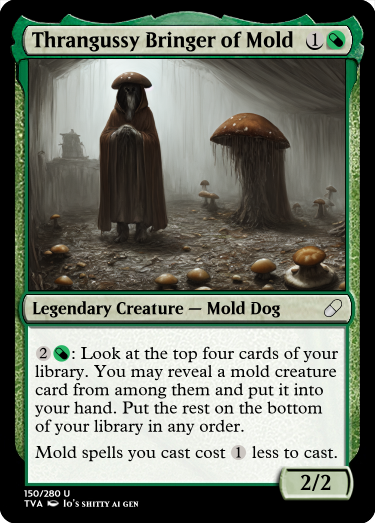 Thrangussy Bringer of Mold 1
Legendary Creature — Mold Dog
2 : Look at the top four cards of your
library. You may reveal a mold creature
card from among them and put it into
your hand. Put the rest on the bottom
of your library in any order.
Mold spells you cast cost 1 less to cast.
2/2
150/280 U
TVA Io's shitty ai gen